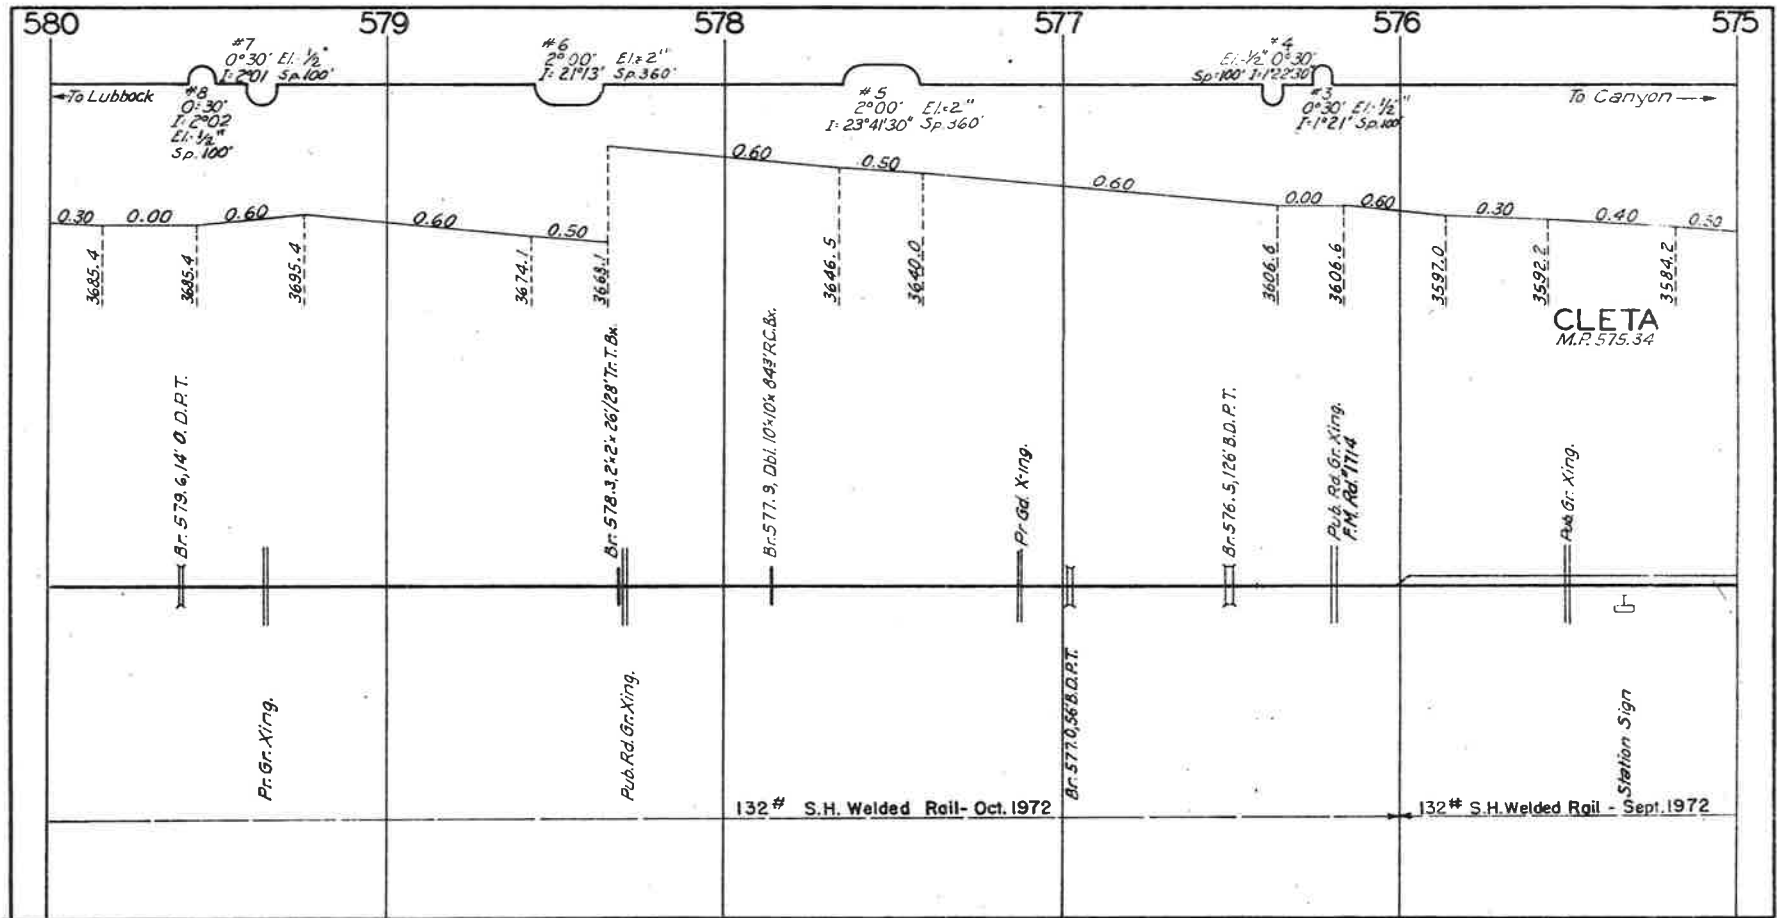 580 579 578 577 576 575
#7
0°30' El.-½"
I=2°01 Sp.100'
#6
2°00' El.=2"
I=21°13' Sp.360'
#4
El.-½" 0°30'
Sp=100' I=1°22'30"
←To Lubbock
#8
0°30'
I=2°02
El.-½"
Sp.100'
#5
2°00' El.=2"
I=23°41'30" Sp.360'
#3
0°30' El.-½"
I=1°21' Sp.100'
To Canyon→
0.30 0.00 0.60 0.60 0.50 0.60 0.50 0.60 0.00 0.60 0.30 0.40
3685.4
3685.4
3695.4
3674.1
3668.1
3646.5
3640.0
3606.6
3606.6
3597.0
3592.2
3584.2
CLETA
M.P. 575.34
Br. 579.6, 14' O.D.P.T.
Br. 578.3, 2'x2'x26/28' Tr. T. Bx.
Br. 577.9, Dbl. 10'x10'x84' R.C.Bx.
Pr. Gd. X-ing.
Br. 576.5, 126' B.D.P.T.
Pub. Rd. Gr. Xing.
F.M. Rd. #1714
Pub. Gr. Xing.
Pr. Gr. Xing.
Pub. Rd. Gr. Xing.
Br. 577.0, 56' B.D.P.T.
Station Sign
132# S.H. Welded Rail- Oct. 1972
132# S.H. Welded Rail - Sept. 1972